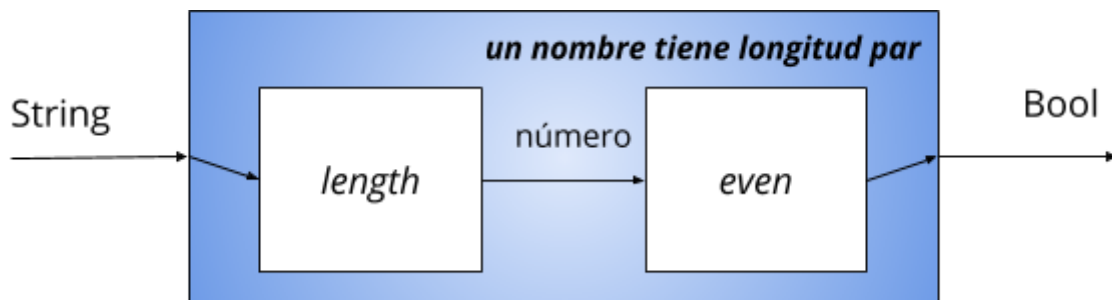 un nombre tiene longitud par
String
length
número
even
Bool